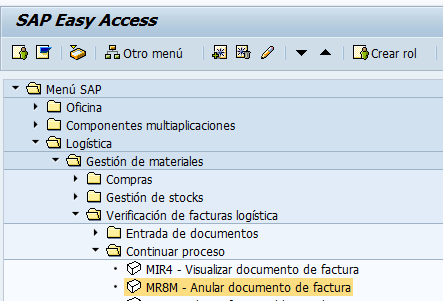 SAP Easy Access
Otro menú
Crear rol
Menú SAP
Oficina
Componentes multiaplicaciones
Logística
Gestión de materiales
Compras
Gestión de stocks
Verificación de facturas logística
Entrada de documentos
Continuar proceso
MIR4 - Visualizar documento de factura
MR8M - Anular documento de factura